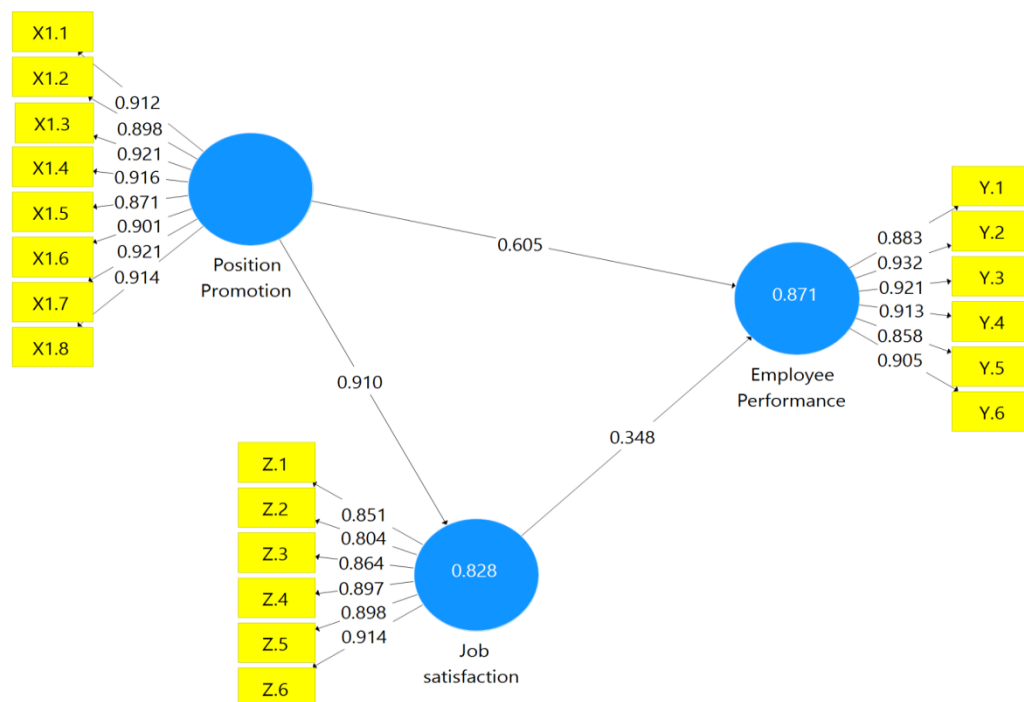 X1.1
X1.2
X1.3
X1.4
X1.5
X1.6
X1.7
X1.8
0.912
0.898
0.921
0.916
0.871
0.901
0.921
0.914
Position
Promotion
0.605
0.910
0.348
0.871
Employee
Performance
0.883
0.932
0.921
0.913
0.858
0.905
Y.1
Y.2
Y.3
Y.4
Y.5
Y.6
Z.1
Z.2
Z.3
Z.4
Z.5
Z.6
0.851
0.804
0.864
0.897
0.898
0.914
0.828
Job
satisfaction